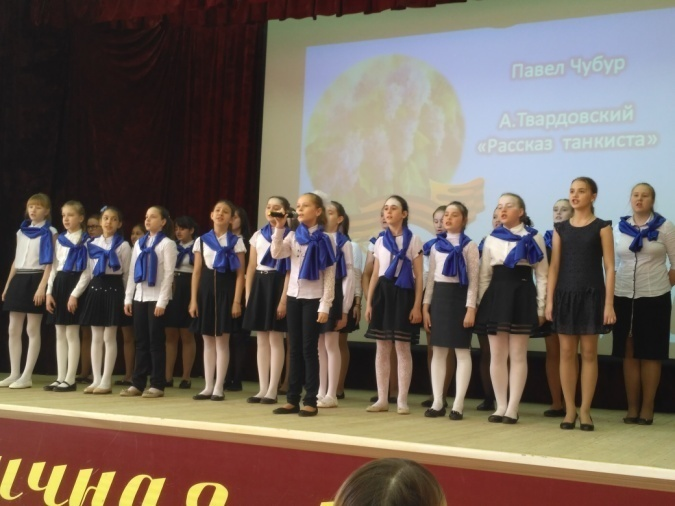 Павел Чубур
А.Твардовский
«Рассказ танкиста»